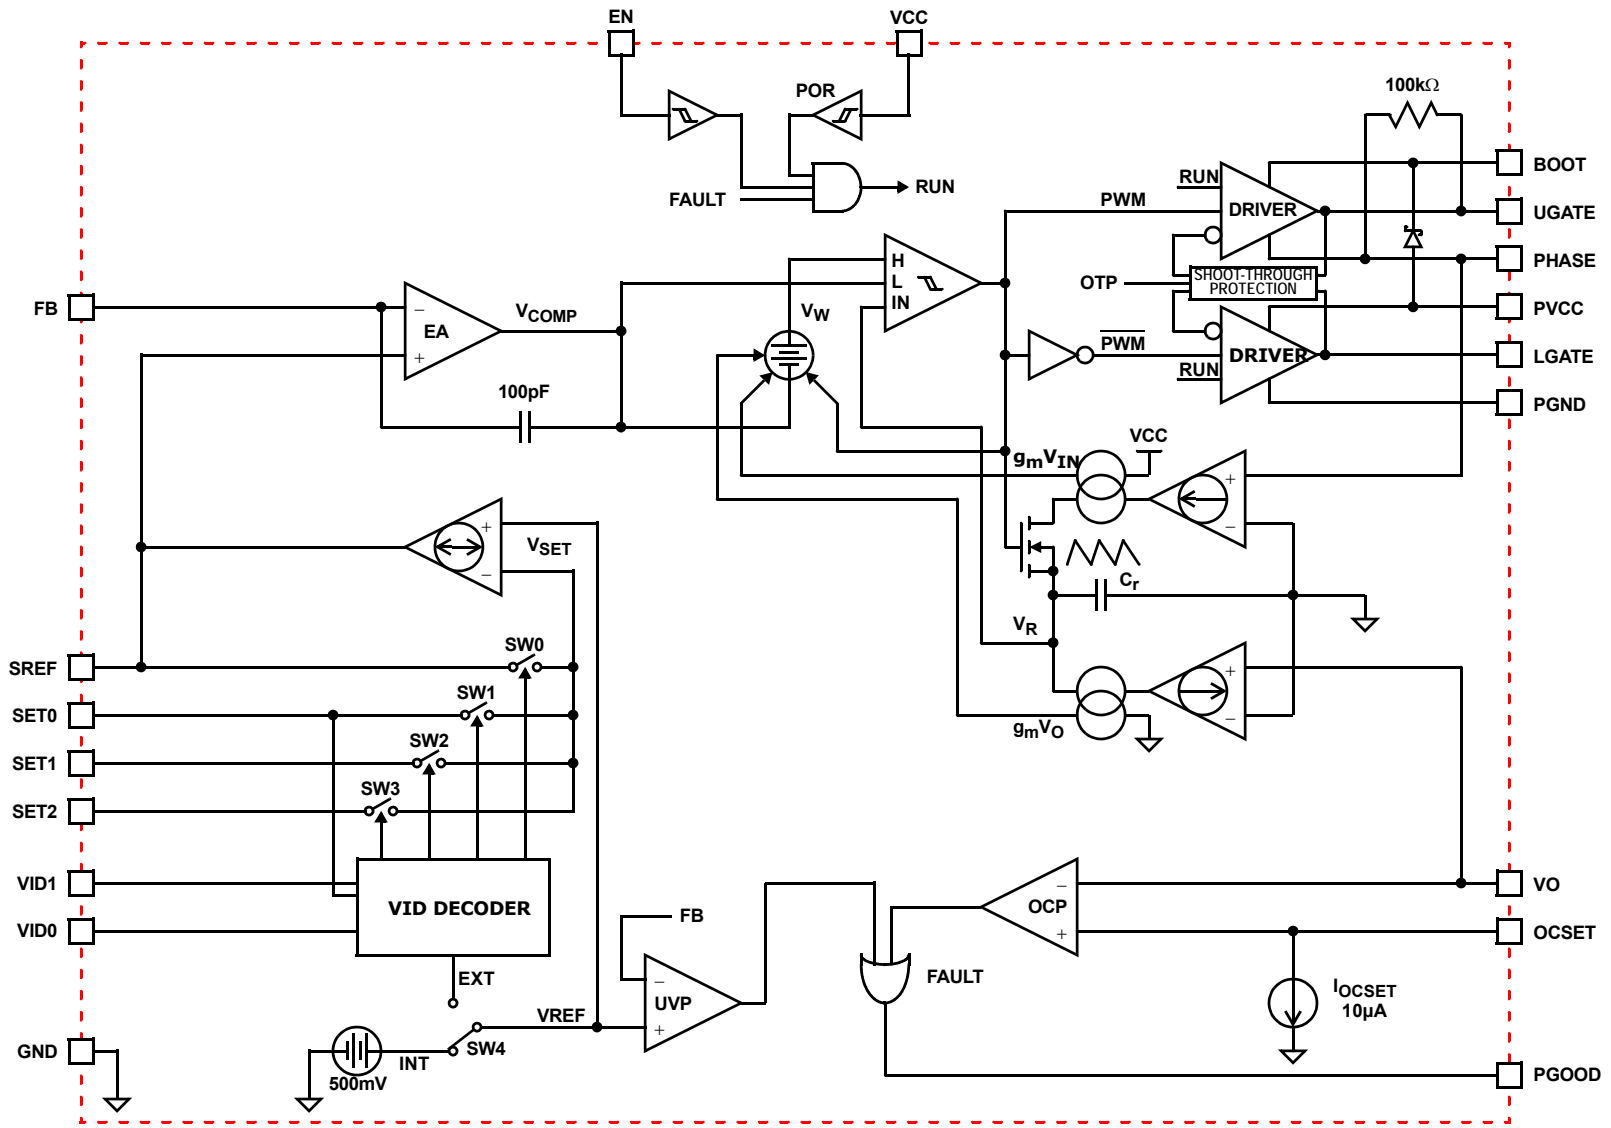 EN
VCC
POR
FAULT
RUN
100kΩ
BOOT
UGATE
PHASE
PVCC
LGATE
PGND
RUN
PWM
DRIVER
OTP
SHOOT-THROUGH
PROTECTION
PWM
DRIVER
RUN
H
L
IN
FB
−
EA
+
VCOMP
VW
100pF
gmVIN
VCC
+
−
Cr
VR
gmVO
+
−
+
VSET
−
SREF
SET0
SET1
SET2
SW0
SW1
SW2
SW3
VID1
VID0
VID DECODER
EXT
VREF
SW4
INT
500mV
GND
FB
−
UVP
+
FAULT
−
OCP
+
VO
OCSET
IOCSET
10µA
PGOOD